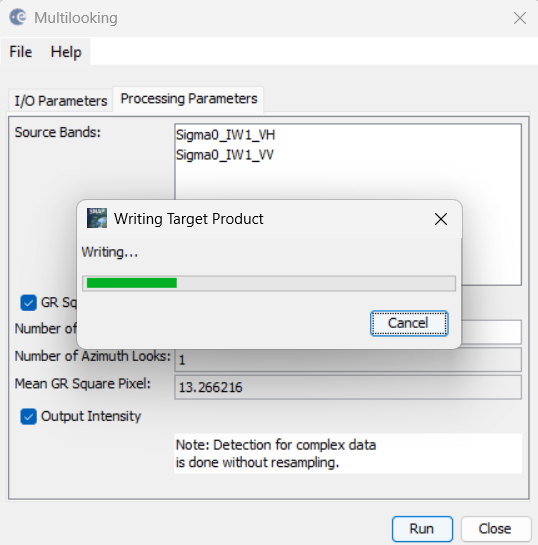 Multilooking
File Help
I/O Parameters Processing Parameters
Source Bands:
Sigma0_IW1_VH
Sigma0_IW1_VV
Writing Target Product
Writing...
Cancel
GR Sq
Number of
Number of Azimuth Looks: 1
Mean GR Square Pixel: 13.266216
Output Intensity
Note: Detection for complex data
is done without resampling.
Run Close